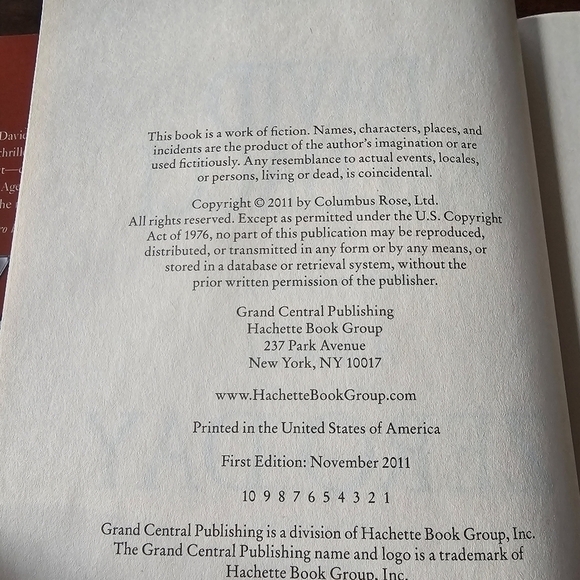 David
thrille
Age
This book is a work of fiction. Names, characters, places, and
incidents are the product of the author's imagination or are
used fictitiously. Any resemblance to actual events, locales,
or persons, living or dead, is coincidental.
Copyright © 2011 by Columbus Rose, Ltd.
All rights reserved. Except as permitted under the U.S. Copyright
Act of 1976, no part of this publication may be reproduced,
distributed, or transmitted in any form or by any means, or
stored in a database or retrieval system, without the
prior written permission of the publisher.
Grand Central Publishing
Hachette Book Group
237 Park Avenue
New York, NY 10017
www.HachetteBookGroup.com
Printed in the United States of America
First Edition: November 2011
10 9 8 7 6 5 4 3 2 1
Grand Central Publishing is a division of Hachette Book Group, Inc.
The Grand Central Publishing name and logo is a trademark of
Hachette Book Group, Inc.